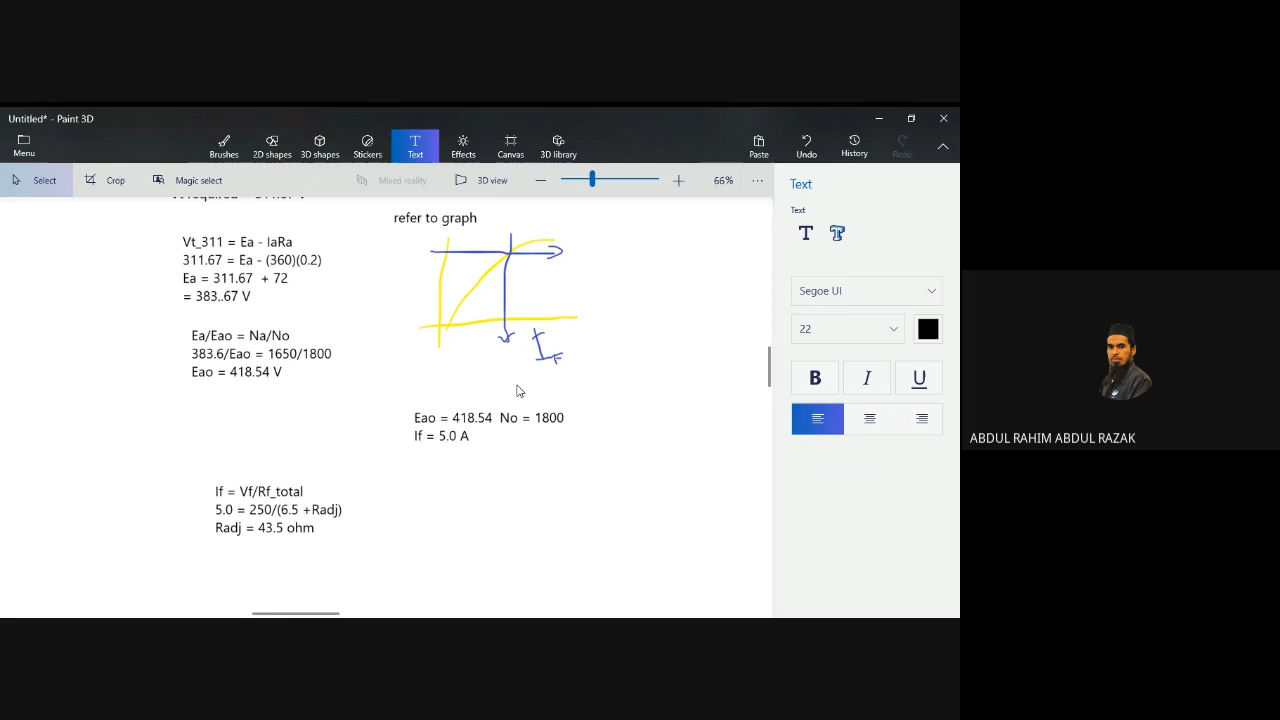 Untitled* - Paint 3D
Menu
Brushes
2D shapes
3D shapes
Stickers
Text
Effects
Canvas
3D library
Paste
Undo
History
Redo
Select
Crop
Magic select
Mixed reality
3D view
66%
Text
Text
T
T
Segoe UI
22
B
I
U
refer to graph
Vt_311 = Ea - IaRa
311.67 = Ea - (360)(0.2)
Ea = 311.67 + 72
= 383..67 V
Ea/Eao = Na/No
383.6/Eao = 1650/1800
Eao = 418.54 V
IF
Eao = 418.54 No = 1800
If = 5.0 A
If = Vf/Rf_total
5.0 = 250/(6.5 +Radj)
Radj = 43.5 ohm
ABDUL RAHIM ABDUL RAZAK